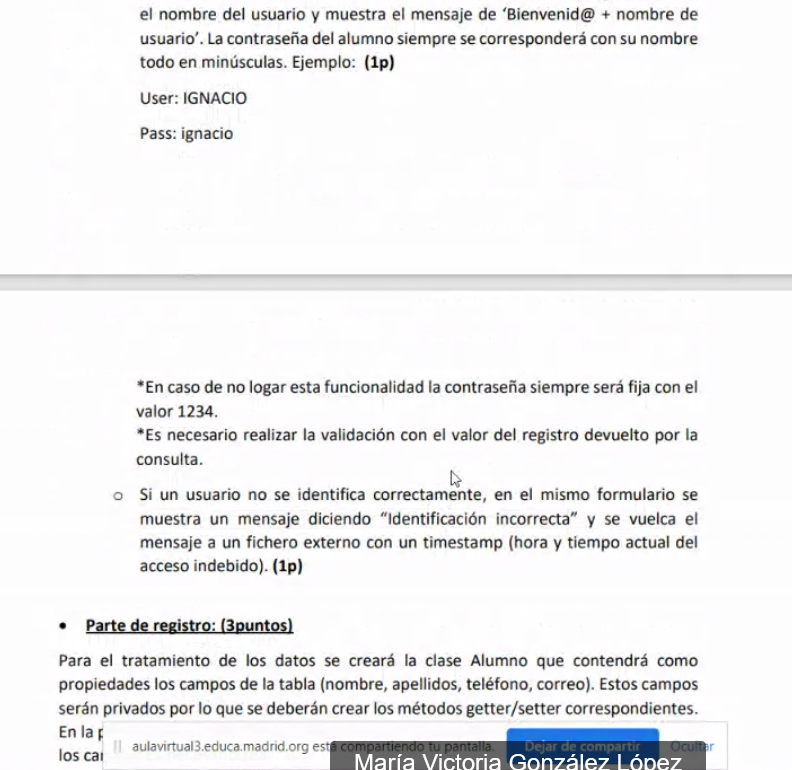 el nombre del usuario y muestra el mensaje de ‘Bienvenid@ + nombre de
usuario’. La contraseña del alumno siempre se corresponderá con su nombre
todo en minúsculas. Ejemplo: (1p)
User: IGNACIO
Pass: ignacio
*En caso de no logar esta funcionalidad la contraseña siempre será fija con el
valor 1234.
*Es necesario realizar la validación con el valor del registro devuelto por la
consulta.
o Si un usuario no se identifica correctamente, en el mismo formulario se
muestra un mensaje diciendo “Identificación incorrecta” y se vuelca el
mensaje a un fichero externo con un timestamp (hora y tiempo actual del
acceso indebido). (1p)
• Parte de registro: (3puntos)
Para el tratamiento de los datos se creará la clase Alumno que contendrá como
propiedades los campos de la tabla (nombre, apellidos, teléfono, correo). Estos campos
serán privados por lo que se deberán crear los métodos getter/setter correspondientes.
En la
los
aulavirtual3.educa.madrid.org está compartiendo tu pantalla. Dejar de compartir Ocultar
María Victoria González López